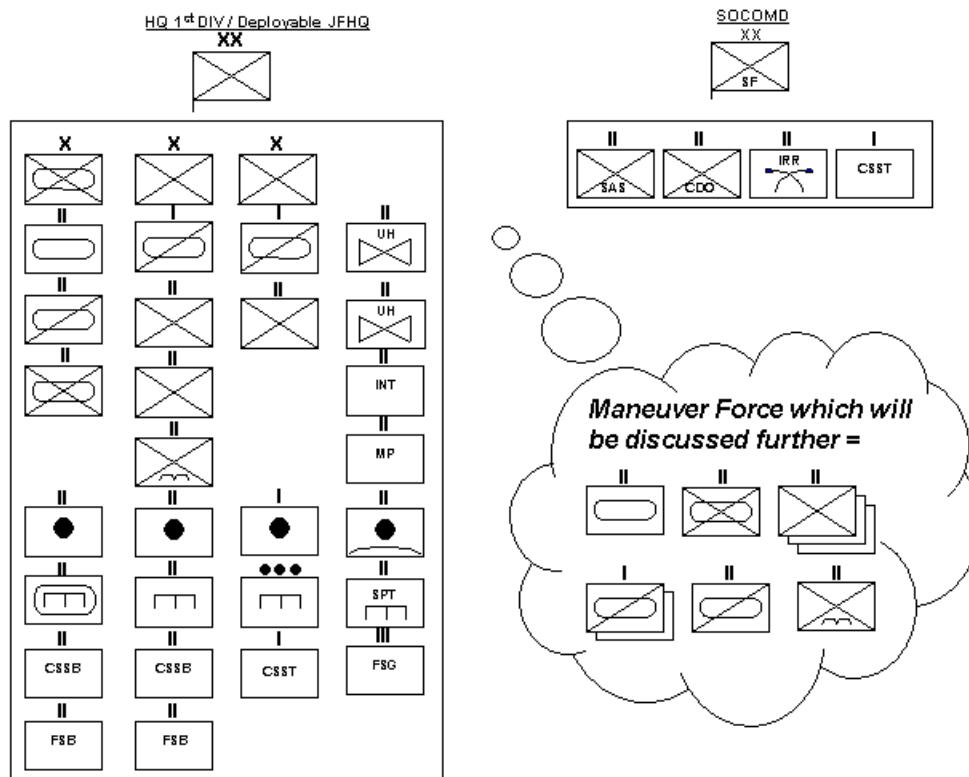 HQ 1st DIV / Deployable JFHQ
XX
SOCOMD
XX
SF
II II II I
SAS CDO IRR CSST
X X X
II I I II
UH
II II II II
UH
II II II
INT
II II
MP
II II I II
II II ●●● II
SPT
II II I III
CSSB CSSB CSST FSG
II II
FSB FSB
Maneuver Force which will
be discussed further =
II II II
I II II